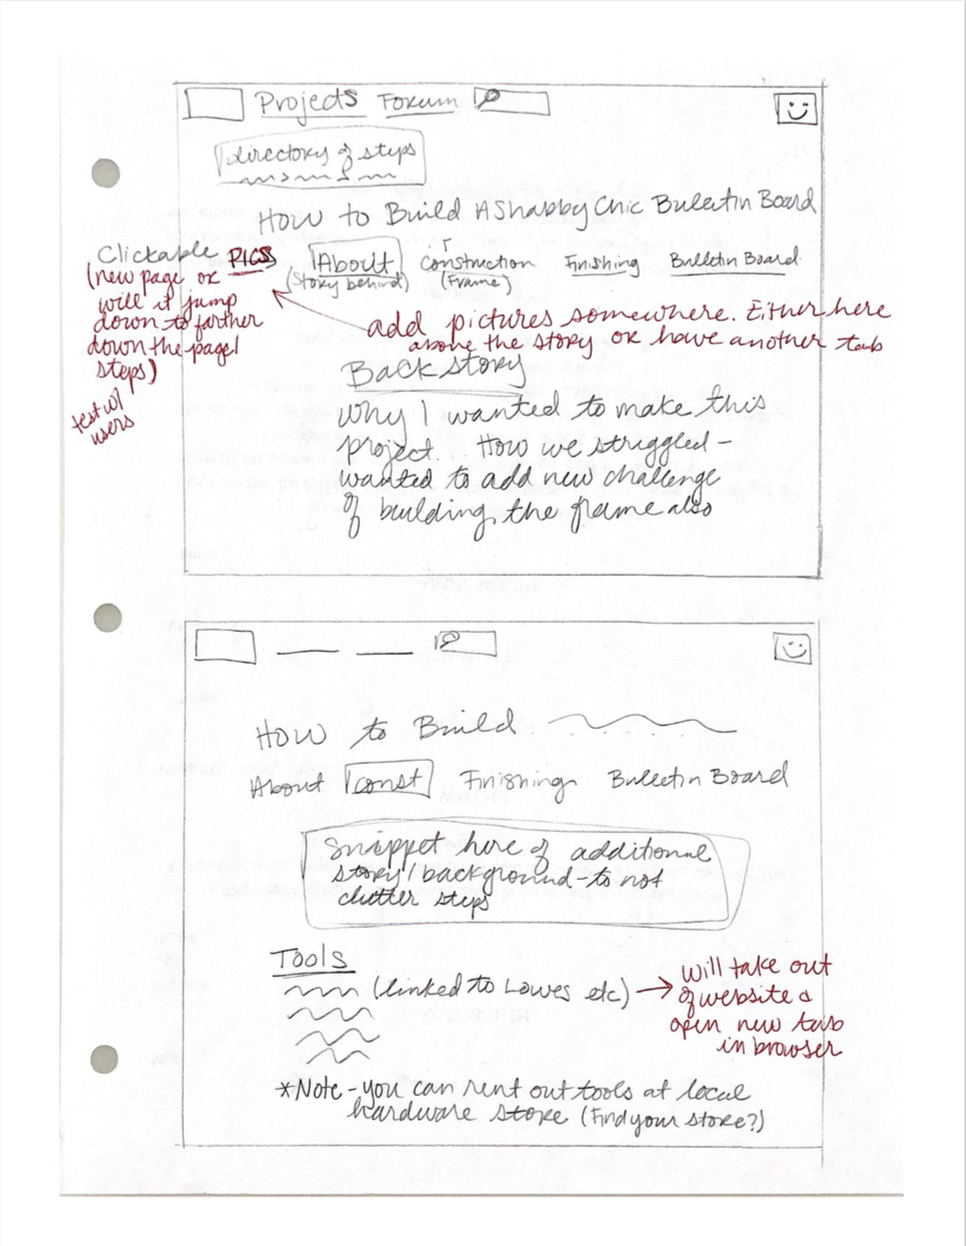 Projects Forum
directory of steps
How to Build A Shabby Chic Bulletin Board
Clickable PICS
(new page or
will it jump
down to farther
down the page/
steps)
test w/
users
About
(Story behind)
Construction
(Frame)
Finishing
Bulletin Board
add pictures somewhere. Either here
above the story or have another tab
Backstory
why I wanted to make this
project. How we struggled -
wanted to add new challenge
of building the frame also
How to Build
About const Finishing Bulletin Board
Snippet here of additional
story/background - to not
clutter steps
Tools
(linked to Lowes etc) → will take out
of website &
open new tab
in browser
*Note - you can rent out tools at local
hardware store (Find your store?)